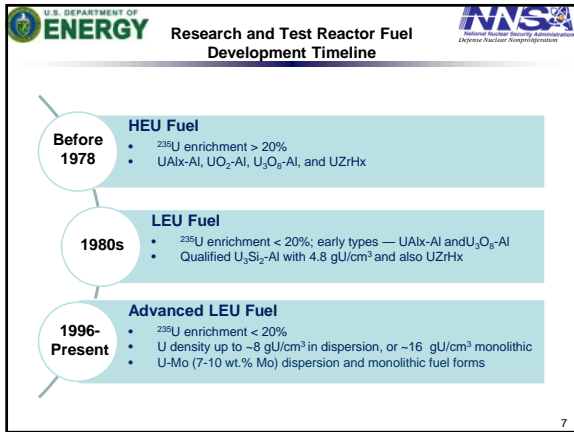 U.S. DEPARTMENT OF
ENERGY
Research and Test Reactor Fuel
Development Timeline
NNSA
National Nuclear Security Administration
Defense Nuclear Nonproliferation
Before
1978
HEU Fuel
• ²³⁵U enrichment > 20%
• UAlx-Al, UO₂-Al, U₃O₈-Al, and UZrHx
1980s
LEU Fuel
• ²³⁵U enrichment < 20%; early types — UAlx-Al andU₃O₈-Al
• Qualified U₃Si₂-Al with 4.8 gU/cm³ and also UZrHx
1996-
Present
Advanced LEU Fuel
• ²³⁵U enrichment < 20%
• U density up to ~8 gU/cm³ in dispersion, or ~16 gU/cm³ monolithic
• U-Mo (7-10 wt.% Mo) dispersion and monolithic fuel forms
7